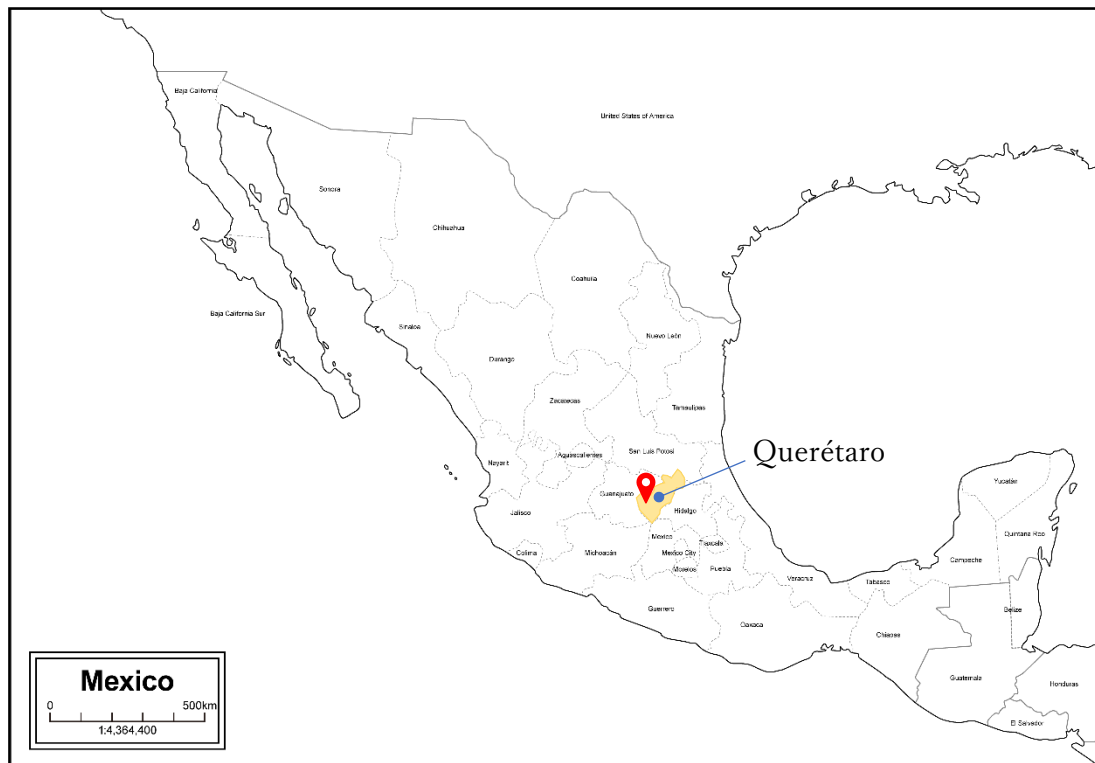 Baja California
United States of America
Sonora
Chihuahua
Coahuila
Baja California Sur
Sinaloa
Nuevo León
Durango
Zacatecas
Tamaulipas
Querétaro
San Luis Potosí
Aguascalientes
Nayarit
Yucatán
Guanajuato
Jalisco
Hidalgo
Quintana Roo
Mexico
Tlaxcala
Colima
Michoacán
Mexico City
Campeche
Morelos
Puebla
Veracruz
Tabasco
Guerrero
Belize
Oaxaca
Chiapas
Guatemala
Honduras
El Salvador
Mexico
0 500km
1:4,364,400